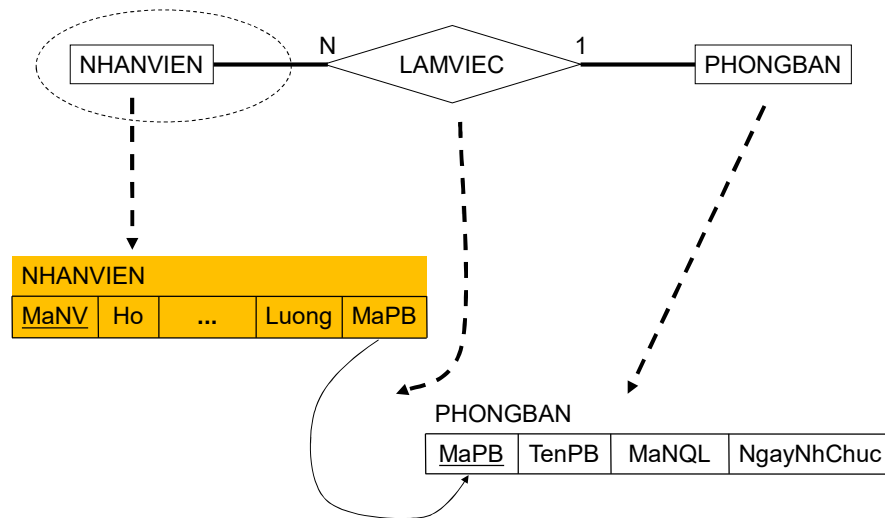 NHANVIEN N LAMVIEC 1 PHONGBAN
NHANVIEN
MaNV Ho ... Luong MaPB
PHONGBAN
MaPB TenPB MaNQL NgayNhChuc